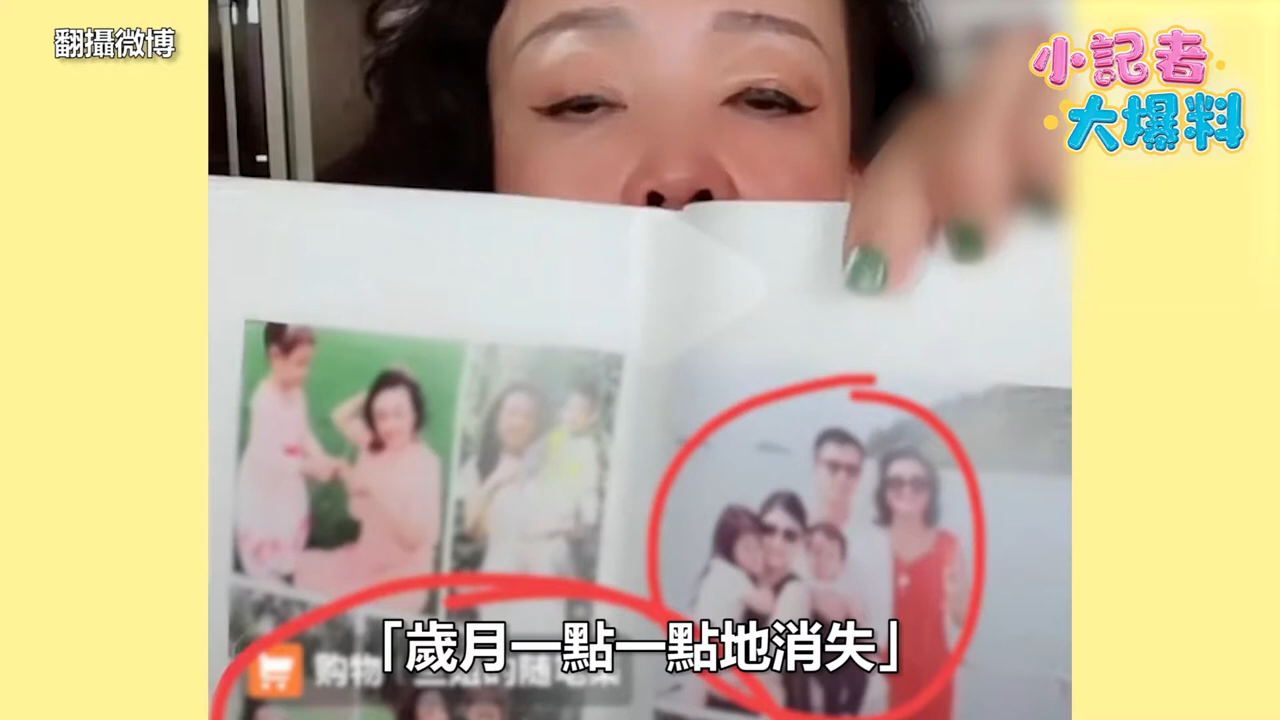 翻攝微博
小記者
大爆料
「歲月一點一點地消失」
购物